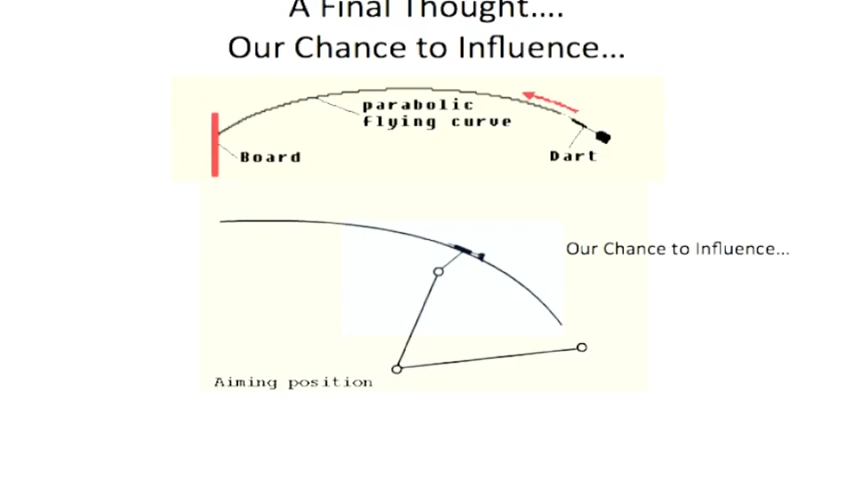 A Final Thought....
Our Chance to Influence...
parabolic
flying curve
Board
Dart
Our Chance to Influence...
Aiming position